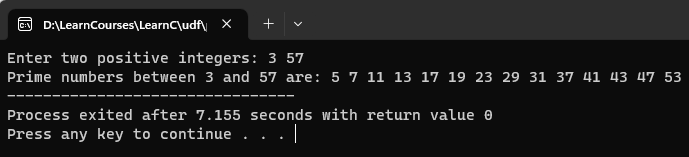 D:\LearnCourses\LearnC\udf\
Enter two positive integers: 3 57
Prime numbers between 3 and 57 are: 5 7 11 13 17 19 23 29 31 37 41 43 47 53
--------------------------------
Process exited after 7.155 seconds with return value 0
Press any key to continue . . .